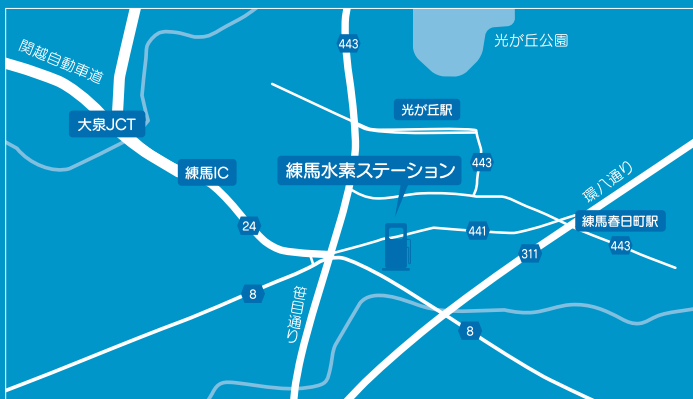 443
光が丘公園
関越自動車道
光が丘駅
大泉JCT
443
練馬水素ステーション
練馬IC
環八通り
練馬春日町駅
24
441
443
311
8
笹目通り
8